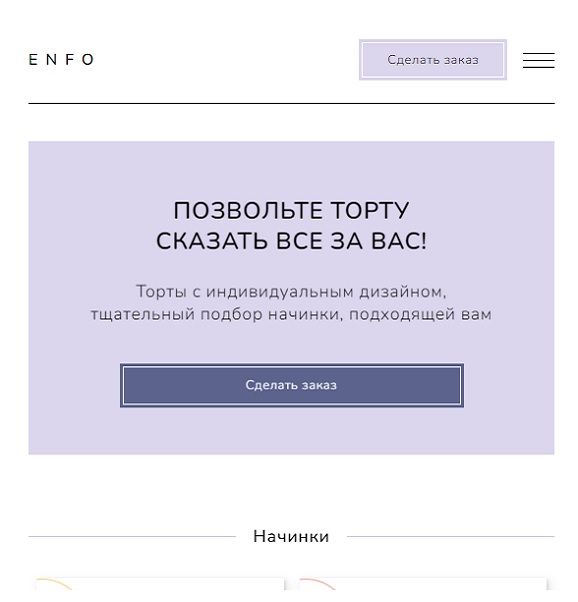 ENFO
Сделать заказ
ПОЗВОЛЬТЕ ТОРТУ
СКАЗАТЬ ВСЕ ЗА ВАС!
Торты с индивидуальным дизайном,
тщательный подбор начинки, подходящей вам
Сделать заказ
Начинки